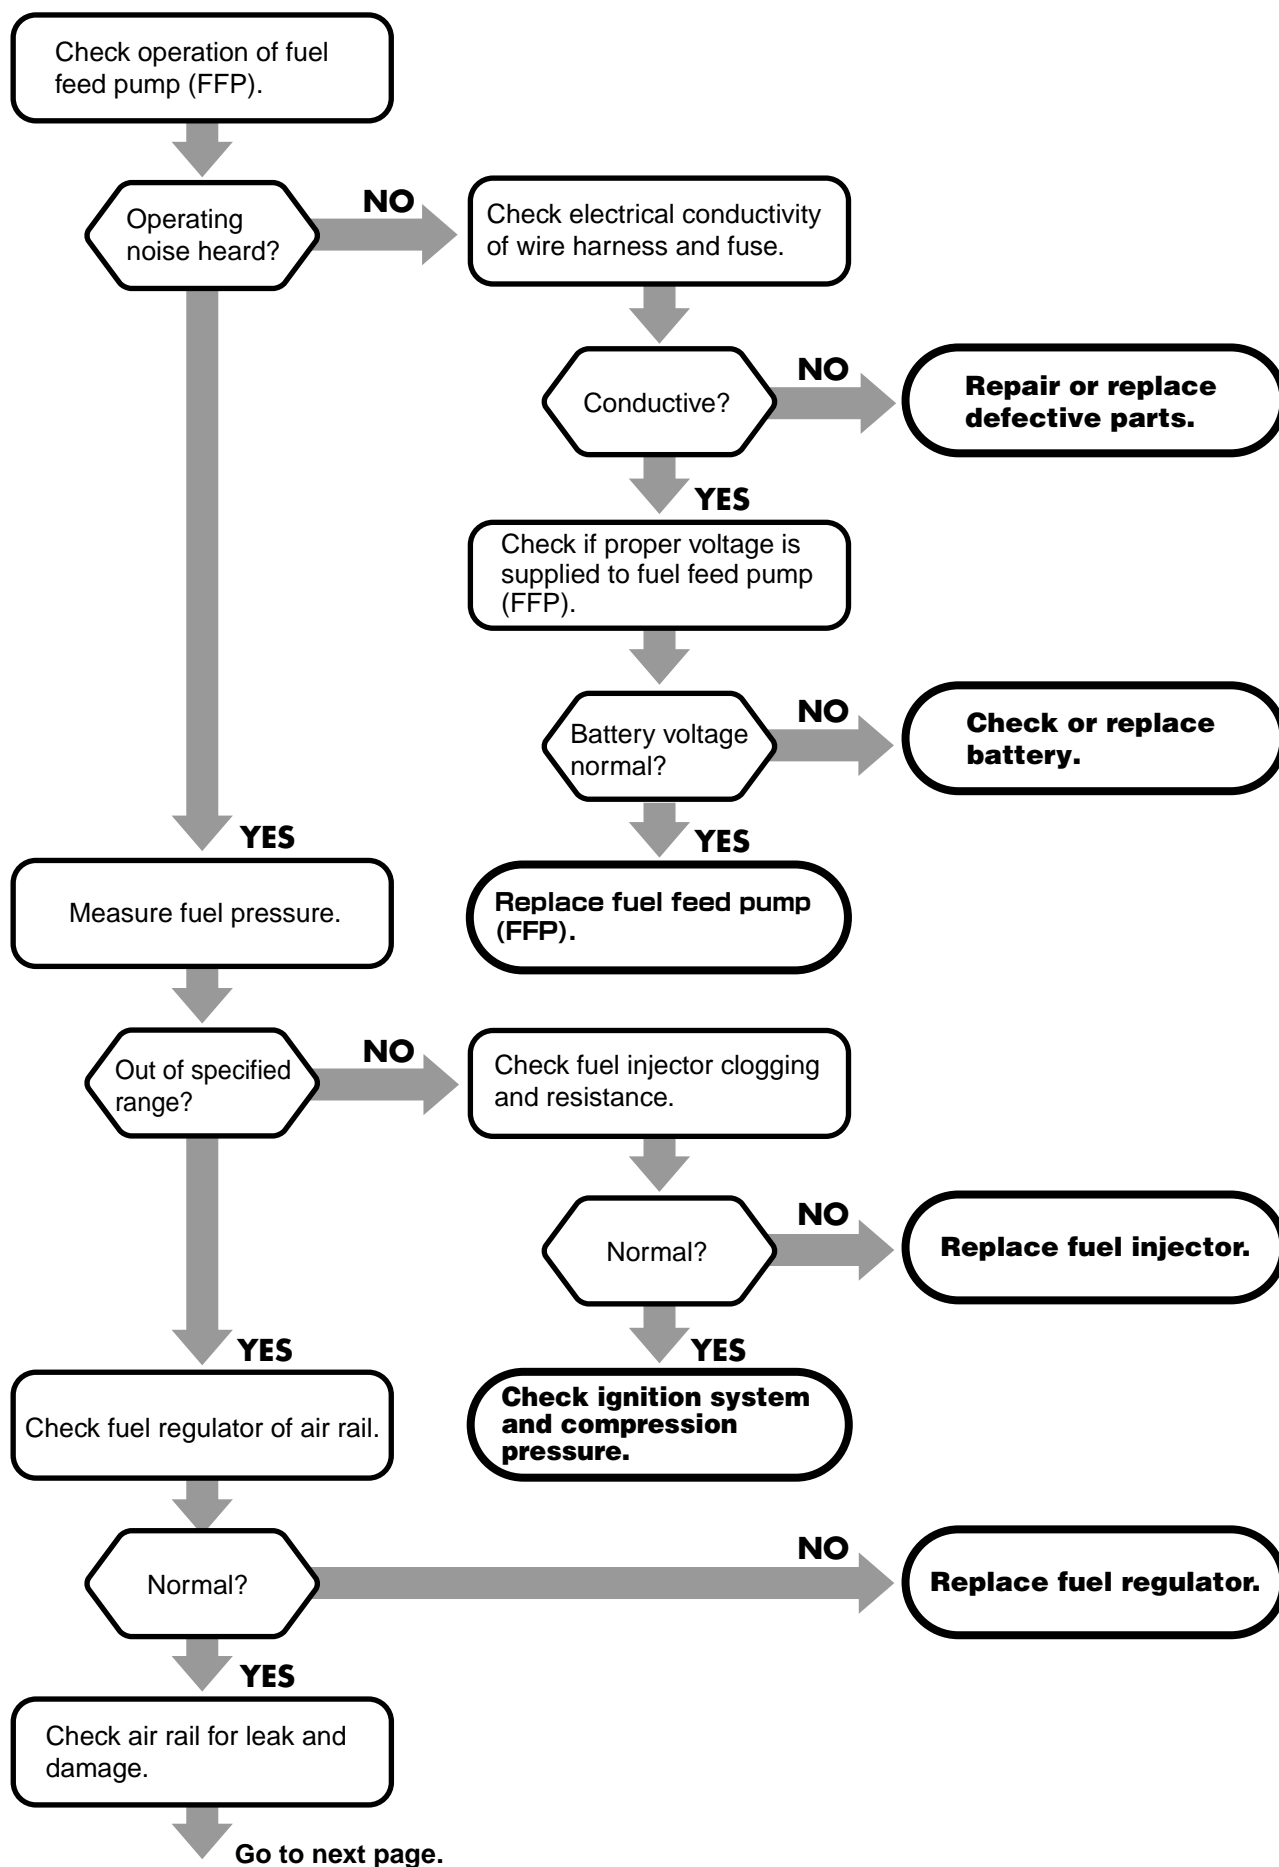 Check operation of fuel
feed pump (FFP).
Operating
noise heard?
NO
Check electrical conductivity
of wire harness and fuse.
Conductive?
NO
Repair or replace
defective parts.
YES
Check if proper voltage is
supplied to fuel feed pump
(FFP).
Battery voltage
normal?
NO
Check or replace
battery.
YES
Replace fuel feed pump
(FFP).
YES
Measure fuel pressure.
Out of specified
range?
NO
Check fuel injector clogging
and resistance.
Normal?
NO
Replace fuel injector.
YES
Check ignition system
and compression
pressure.
YES
Check fuel regulator of air rail.
Normal?
NO
Replace fuel regulator.
YES
Check air rail for leak and
damage.
Go to next page.